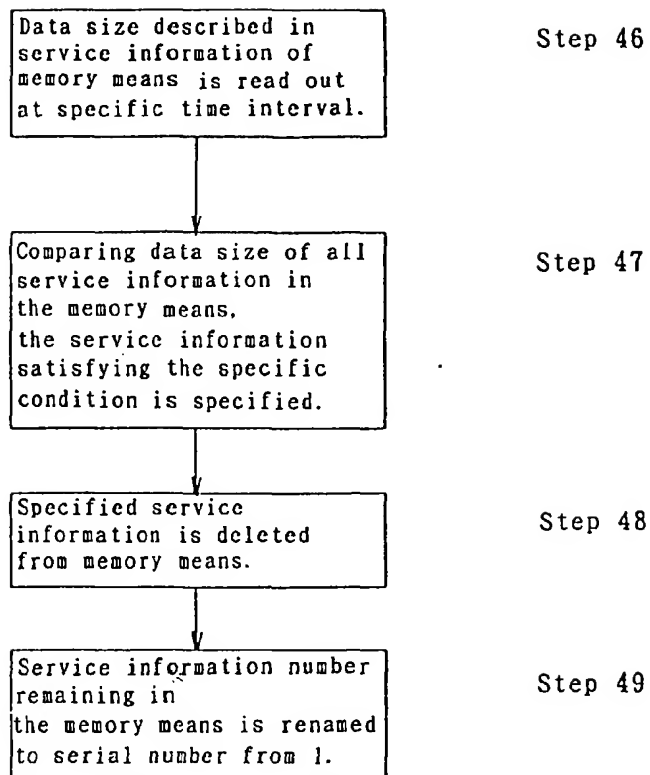 Data size described in
service information of
memory means is read out
at specific time interval.
Step 46
Comparing data size of all
service information in
the memory means,
the service information
satisfying the specific
condition is specified.
Step 47
Specified service
information is deleted
from memory means.
Step 48
Service information number
remaining in
the memory means is renamed
to serial number from 1.
Step 49